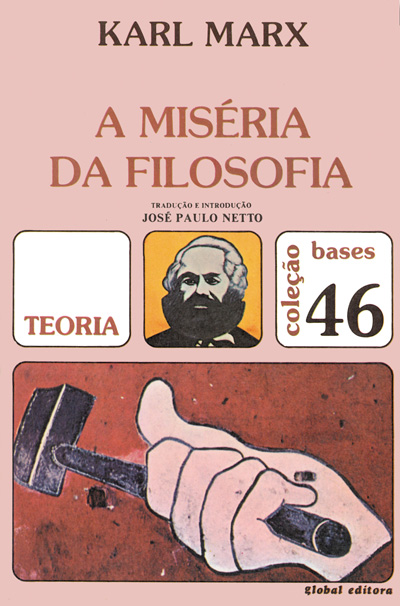 KARL MARX
A MISÉRIA
DA FILOSOFIA
TRADUÇÃO E INTRODUÇÃO
JOSÉ PAULO NETTO
TEORIA
coleção
bases
46
global editora